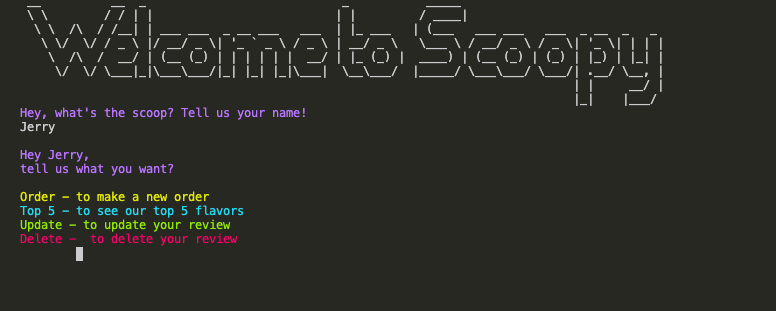 Welcome to Scoopy
Hey, what's the scoop? Tell us your name!
Jerry
Hey Jerry,
tell us what you want?
Order - to make a new order
Top 5 - to see our top 5 flavors
Update - to update your review
Delete -  to delete your review